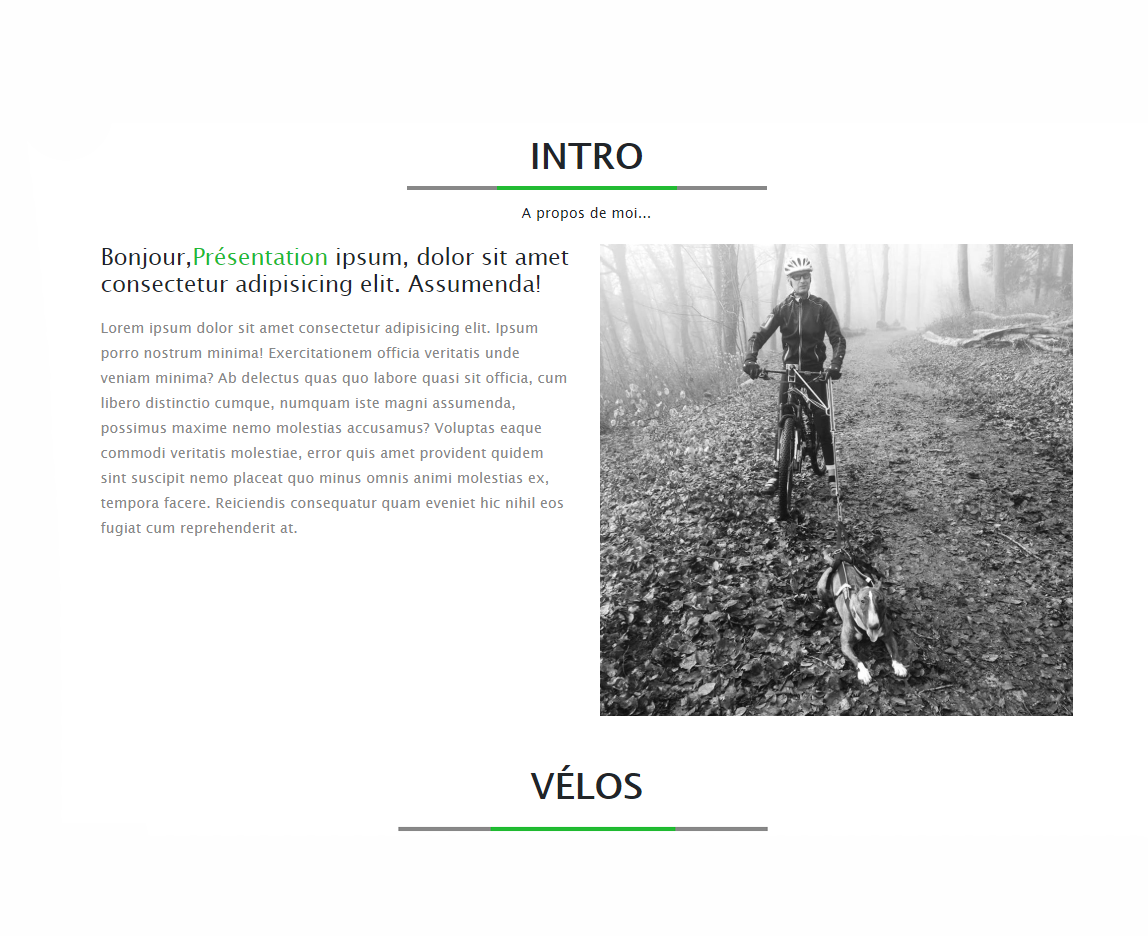 INTRO
A propos de moi...
Bonjour,Présentation ipsum, dolor sit amet
consectetur adipisicing elit. Assumenda!
Lorem ipsum dolor sit amet consectetur adipisicing elit. Ipsum
porro nostrum minima! Exercitationem officia veritatis unde
veniam minima? Ab delectus quas quo labore quasi sit officia, cum
libero distinctio cumque, numquam iste magni assumenda,
possimus maxime nemo molestias accusamus? Voluptas eaque
commodi veritatis molestiae, error quis amet provident quidem
sint suscipit nemo placeat quo minus omnis animi molestias ex,
tempora facere. Reiciendis consequatur quam eveniet hic nihil eos
fugiat cum reprehenderit at.
VÉLOS